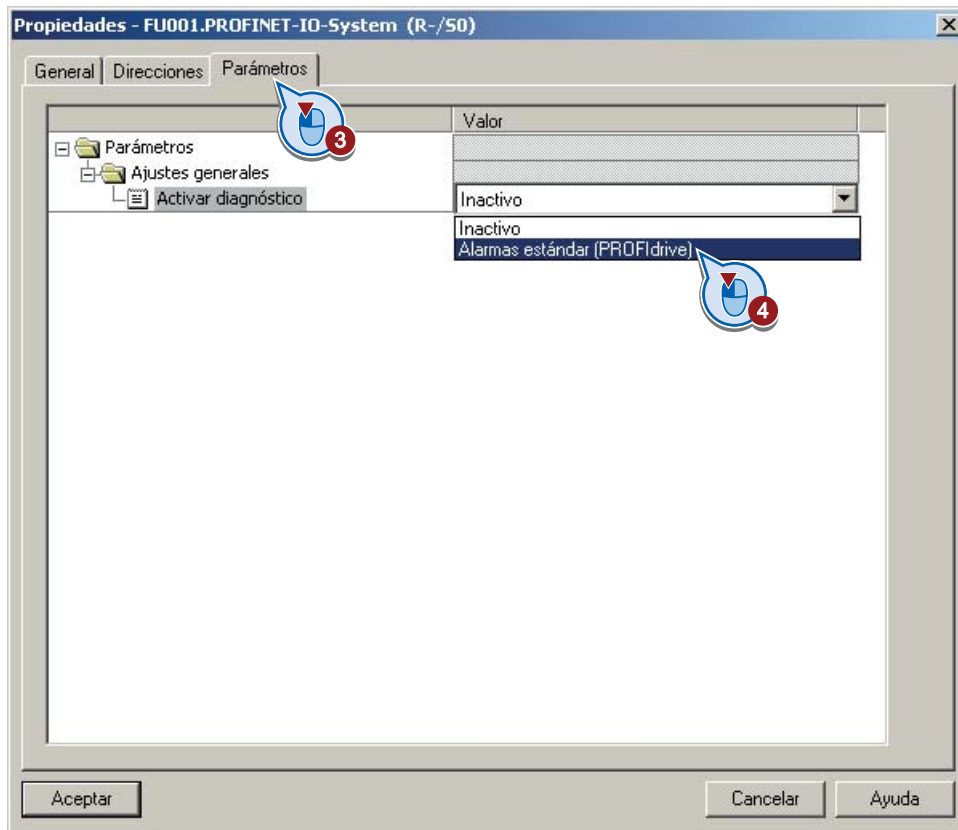 Propiedades - FU001.PROFINET-IO-System (R-/S0)
General Direcciones Parámetros
Valor
3
Parámetros
Ajustes generales
Activar diagnóstico Inactivo
Inactivo
Alarmas estándar (PROFIdrive)
4
Aceptar Cancelar Ayuda